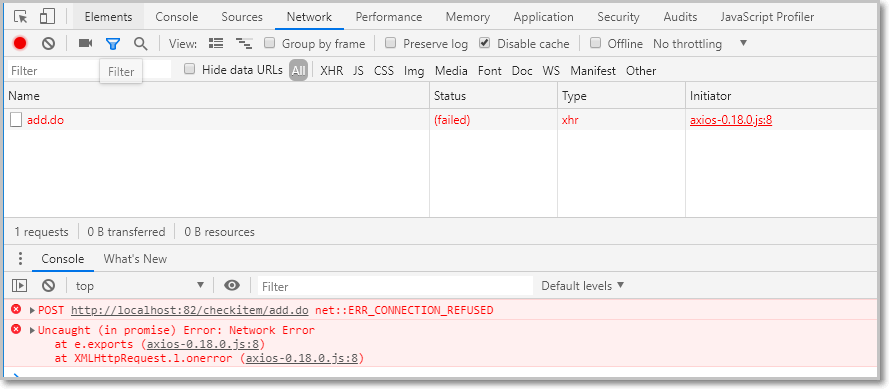 Elements Console Sources Network Performance Memory Application Security Audits JavaScript Profiler
View: Group by frame Preserve log Disable cache Offline No throttling
Filter Hide data URLs All XHR JS CSS Img Media Font Doc WS Manifest Other
Filter
Name Status Type Initiator
add.do (failed) xhr axios-0.18.0.js:8
1 requests 0 B transferred 0 B resources
Console What's New
top Filter Default levels
POST http://localhost:82/checkitem/add.do net::ERR_CONNECTION_REFUSED
Uncaught (in promise) Error: Network Error
at e.exports (axios-0.18.0.js:8)
at XMLHttpRequest.l.onerror (axios-0.18.0.js:8)